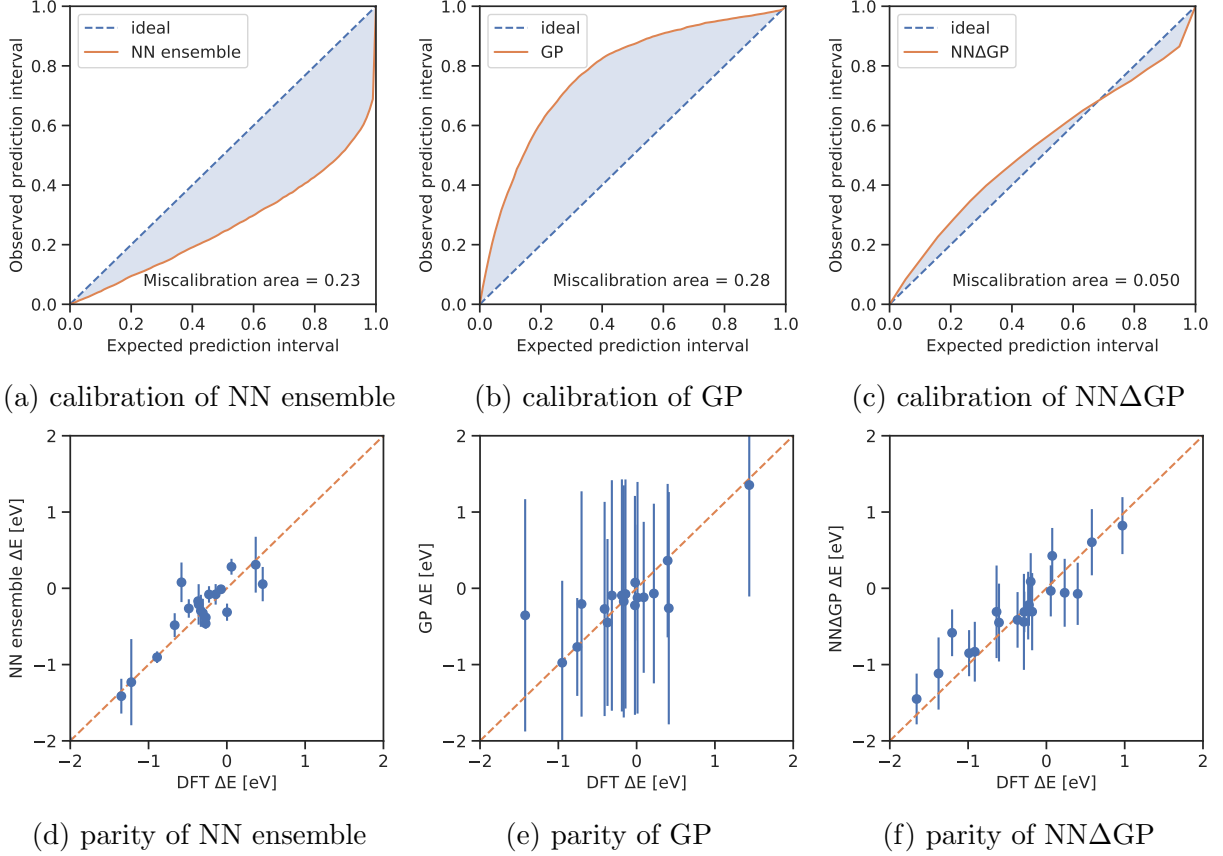 1.0
0.8
0.6
0.4
0.2
0.0
Observed prediction interval
ideal
NN ensemble
Miscalibration area = 0.23
0.0 0.2 0.4 0.6 0.8 1.0
Expected prediction interval
(a) calibration of NN ensemble
1.0
0.8
0.6
0.4
0.2
0.0
Observed prediction interval
ideal
GP
Miscalibration area = 0.28
0.0 0.2 0.4 0.6 0.8 1.0
Expected prediction interval
(b) calibration of GP
1.0
0.8
0.6
0.4
0.2
0.0
Observed prediction interval
ideal
NNΔGP
Miscalibration area = 0.050
0.0 0.2 0.4 0.6 0.8 1.0
Expected prediction interval
(c) calibration of NNΔGP
2
1
0
−1
−2
NN ensemble ΔE [eV]
−2 −1 0 1 2
DFT ΔE [eV]
(d) parity of NN ensemble
2
1
0
−1
−2
GP ΔE [eV]
−2 −1 0 1 2
DFT ΔE [eV]
(e) parity of GP
2
1
0
−1
−2
NNΔGP ΔE [eV]
−2 −1 0 1 2
DFT ΔE [eV]
(f) parity of NNΔGP